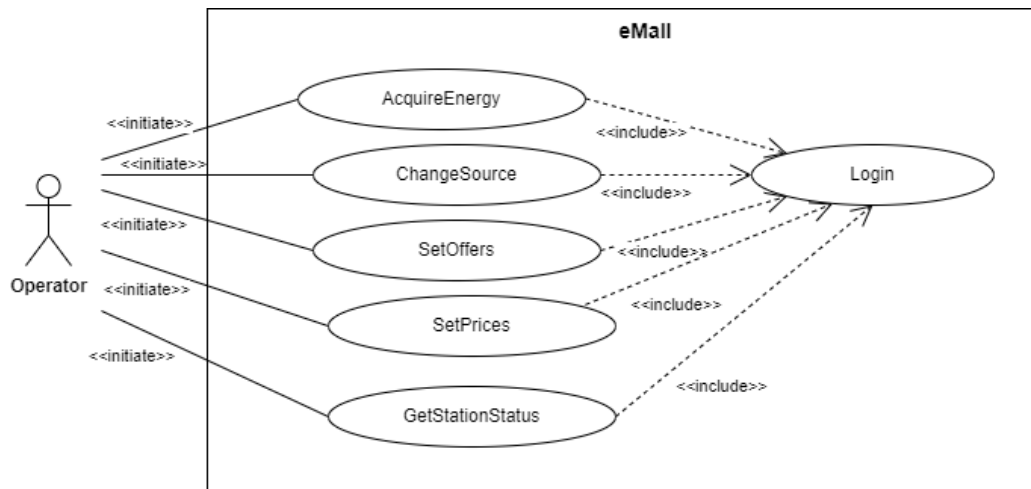 eMall
AcquireEnergy
<<initiate>>
<<include>>
<<initiate>>
ChangeSource
Login
<<include>>
<<initiate>>
SetOffers
<<include>>
Operator
<<initiate>>
<<include>>
SetPrices
<<initiate>>
<<include>>
GetStationStatus